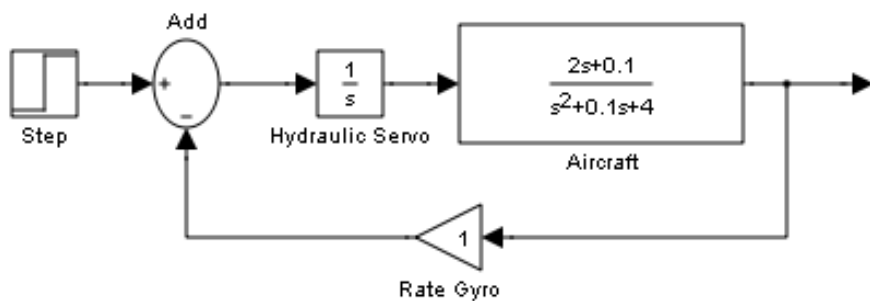 Add
+
−
Step
1
s
Hydraulic Servo
2s+0.1
s²+0.1s+4
Aircraft
1
Rate Gyro